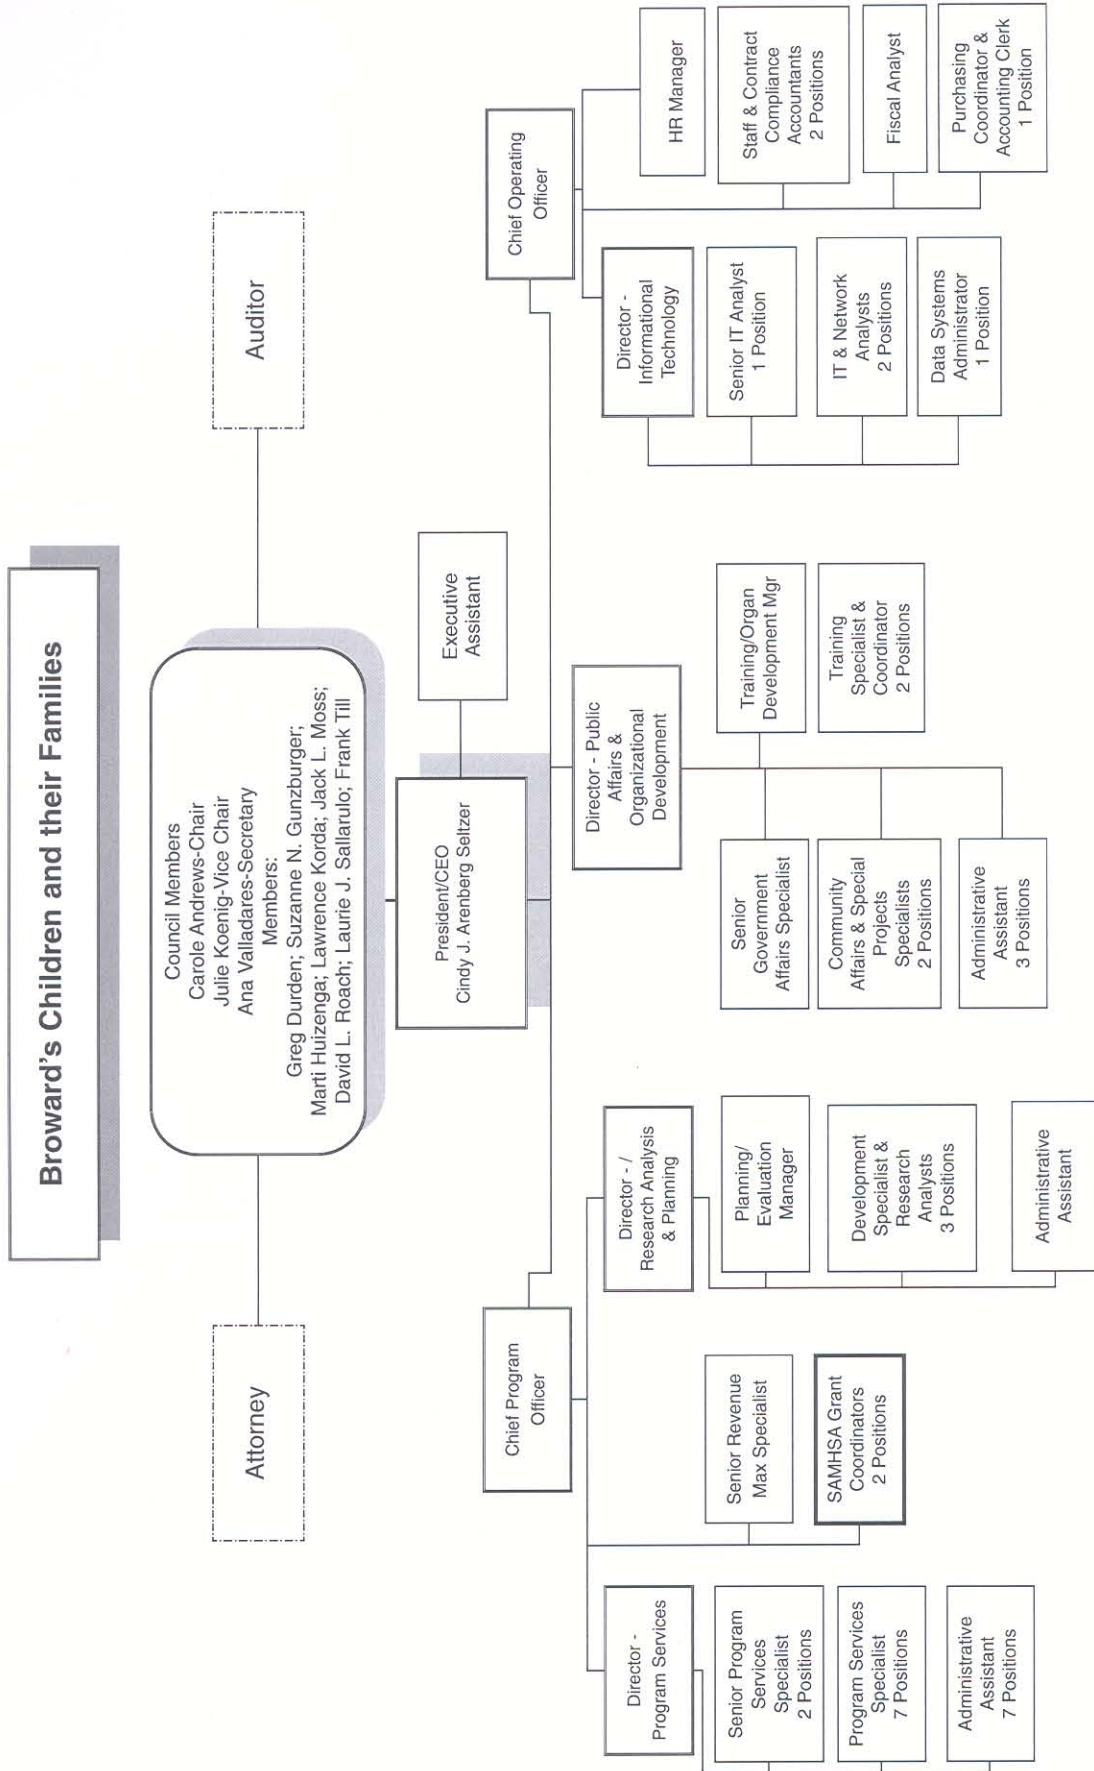 Broward's Children and their Families
Council Members
Carole Andrews-Chair
Julie Koenig-Vice Chair
Ana Valladares-Secretary
Members:
Greg Durden; Suzanne N. Gunzburger;
Marti Huizenga; Lawrence Korda; Jack L. Moss;
David L. Roach; Laurie J. Sallarulo; Frank Till
Attorney
Auditor
President/CEO
Cindy J. Arenberg Seltzer
Executive
Assistant
Chief Program
Officer
Director - Public
Affairs &
Organizational
Development
Chief Operating
Officer
Director -
Program Services
Senior Program
Services
Specialist
2 Positions
Program Services
Specialist
7 Positions
Administrative
Assistant
7 Positions
Senior Revenue
Max Specialist
SAMHSA Grant
Coordinators
2 Positions
Director - /
Research Analysis
& Planning
Planning/
Evaluation
Manager
Development
Specialist &
Research
Analysts
3 Positions
Administrative
Assistant
Senior
Government
Affairs Specialist
Community
Affairs & Special
Projects
Specialists
2 Positions
Administrative
Assistant
3 Positions
Training/Organ
Development Mgr
Training
Specialist &
Coordinator
2 Positions
Director -
Informational
Technology
Senior IT Analyst
1 Position
IT & Network
Analysts
2 Positions
Data Systems
Administrator
1 Position
HR Manager
Staff & Contract
Compliance
Accountants
2 Positions
Fiscal Analyst
Purchasing
Coordinator &
Accounting Clerk
1 Position